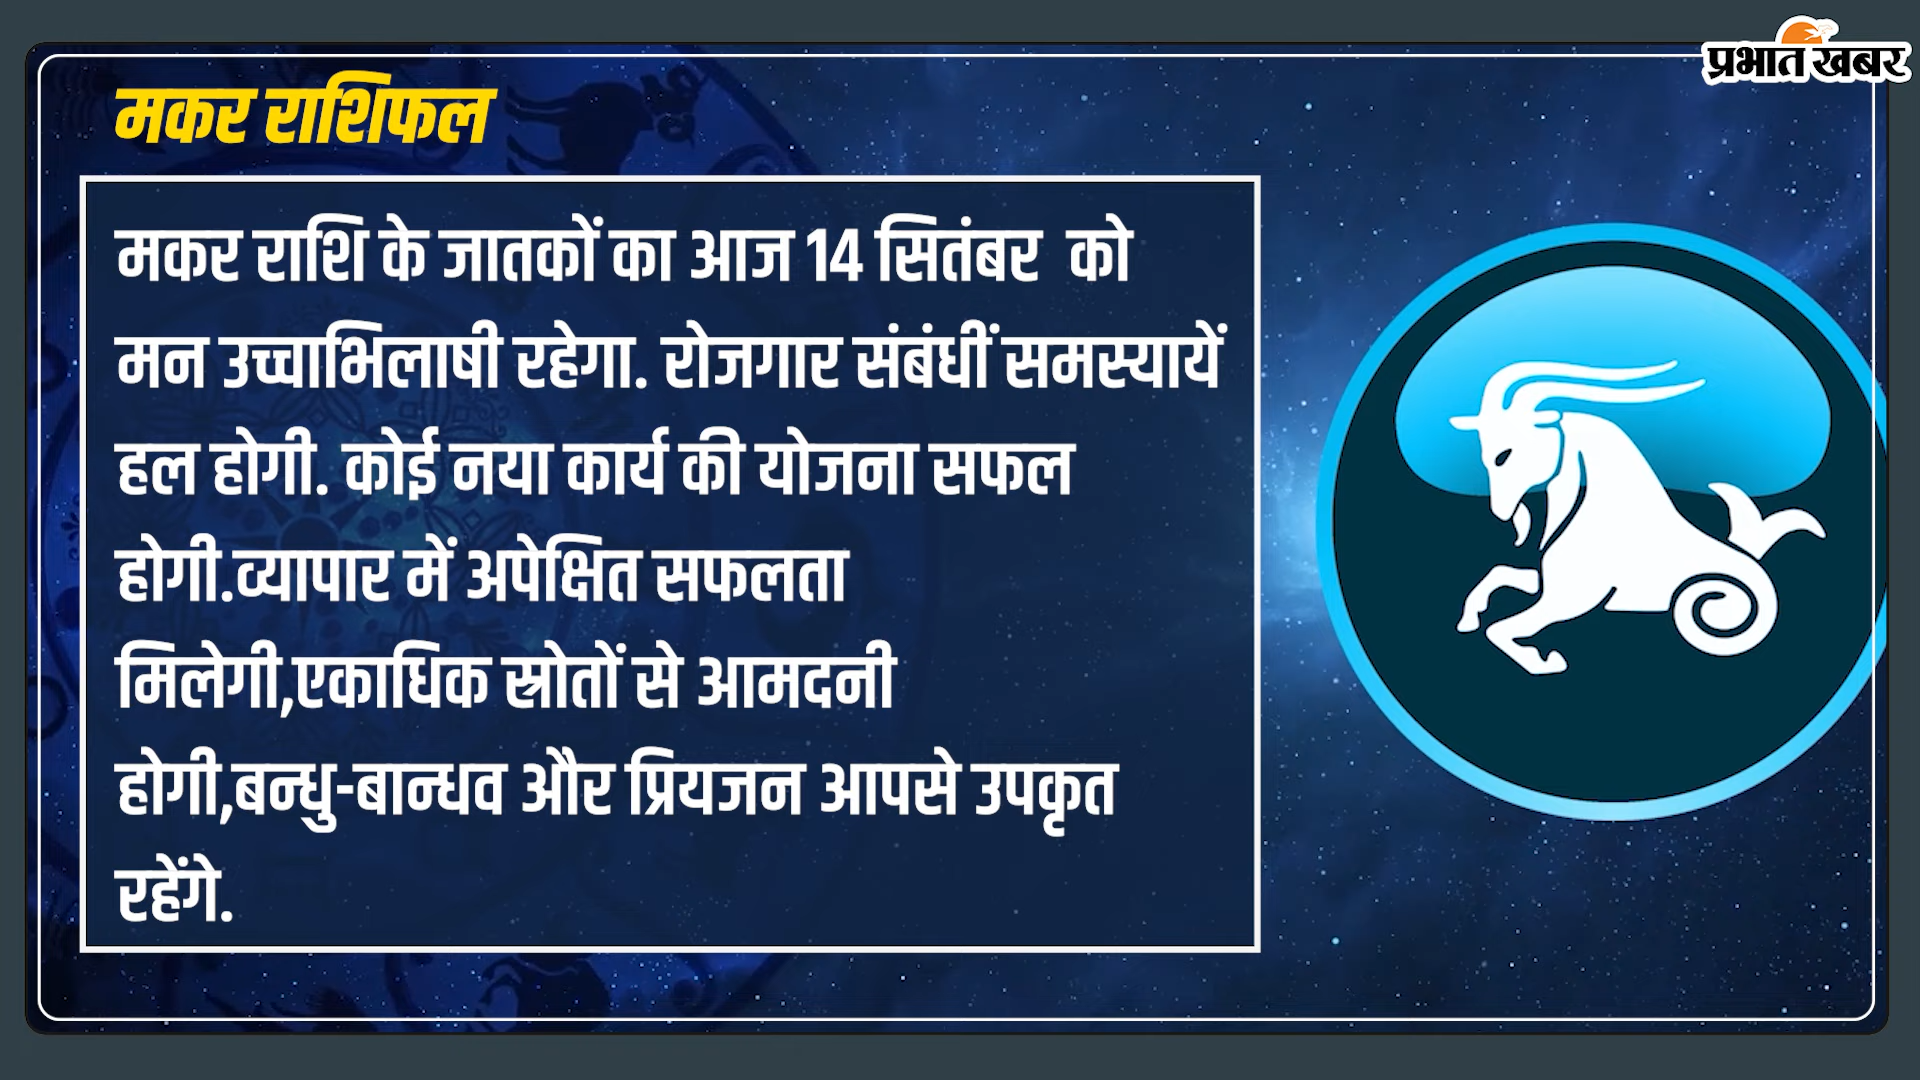 प्रभात खबर
मकर राशिफल
मकर राशि के जातकों का आज 14 सितंबर को
मन उच्चाभिलाषी रहेगा. रोजगार संबंधीं समस्यायें
हल होगी. कोई नया कार्य की योजना सफल
होगी.व्यापार में अपेक्षित सफलता
मिलेगी,एकाधिक स्रोतों से आमदनी
होगी,बन्धु-बान्धव और प्रियजन आपसे उपकृत
रहेंगे.